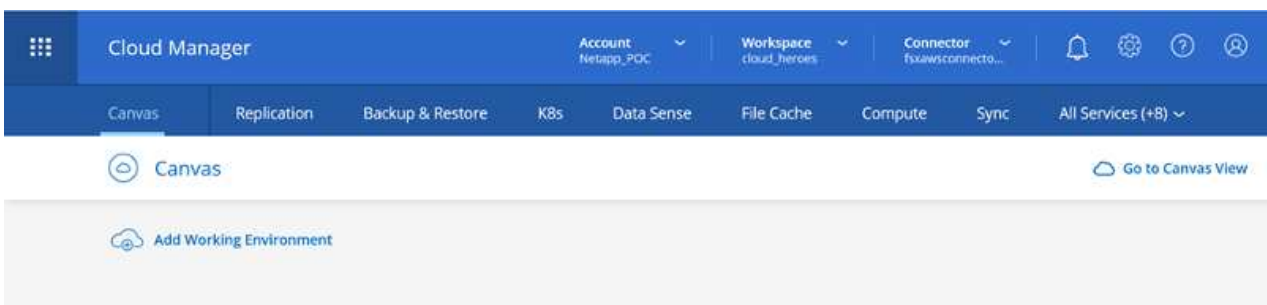 Cloud Manager
Account
Netapp_POC
Workspace
cloud_heroes
Connector
fsxawsconnecto...
Canvas Replication Backup & Restore K8s Data Sense File Cache Compute Sync All Services (+8)
Canvas
Go to Canvas View
Add Working Environment